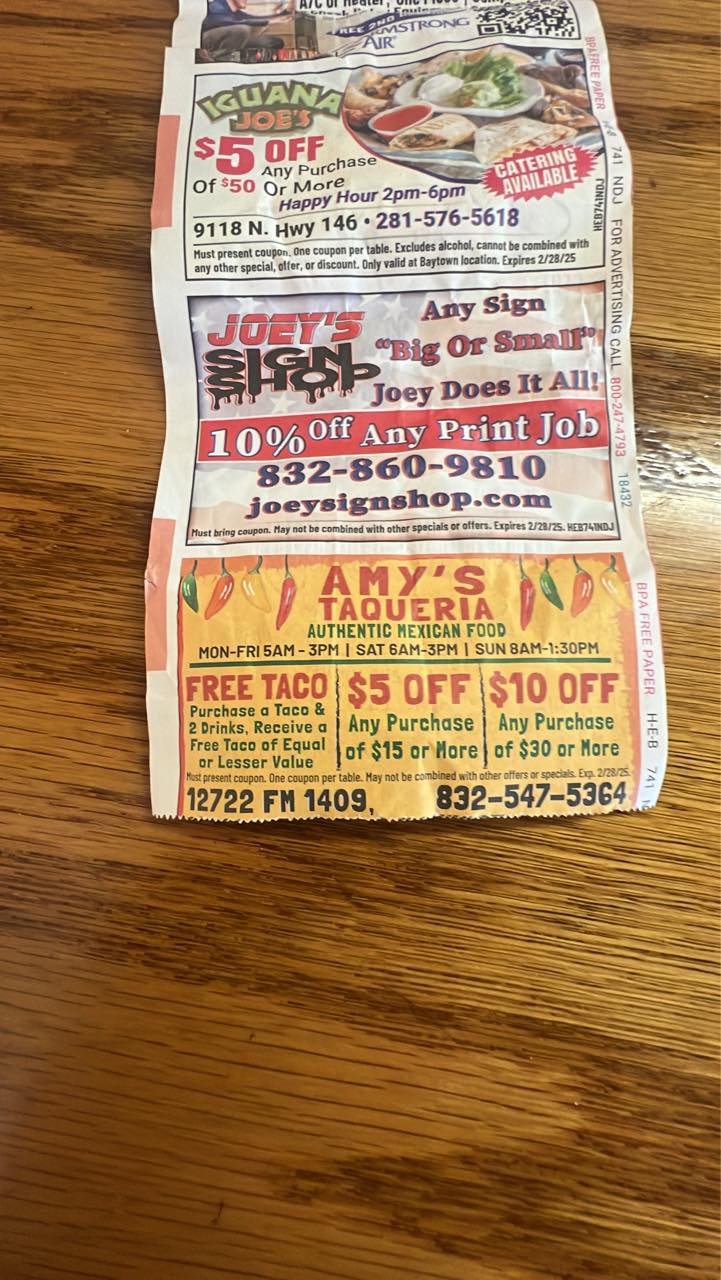 A/C or Heater,
FREE 2ND
ARMSTRONG
AIR
IGUANA
JOE'S
$5 OFF
Any Purchase
Of $50 Or More
Happy Hour 2pm-6pm
CATERING
AVAILABLE
9118 N. Hwy 146 • 281-576-5618
Must present coupon. One coupon per table. Excludes alcohol, cannot be combined with
any other special, offer, or discount. Only valid at Baytown location. Expires 2/28/25
HEB741NDJ
JOEY'S
SIGN
SHOP
Any Sign
"Big Or Small"
Joey Does It All!
10% Off Any Print Job
832-860-9810
joeysignshop.com
Must bring coupon. May not be combined with other specials or offers. Expires 2/28/25. HEB741NDJ
AMY'S
TAQUERIA
AUTHENTIC MEXICAN FOOD
MON-FRI 5AM - 3PM | SAT 6AM-3PM | SUN 8AM-1:30PM
FREE TACO
Purchase a Taco &
2 Drinks, Receive a
Free Taco of Equal
or Lesser Value
$5 OFF
Any Purchase
of $15 or More
$10 OFF
Any Purchase
of $30 or More
Must present coupon. One coupon per table. May not be combined with other offers or specials. Exp. 2/28/25.
12722 FM 1409, 832-547-5364
BPA FREE PAPER H-E-B 741 NDJ FOR ADVERTISING CALL 800-247-4793 18432
BPA FREE PAPER H-E-B 741